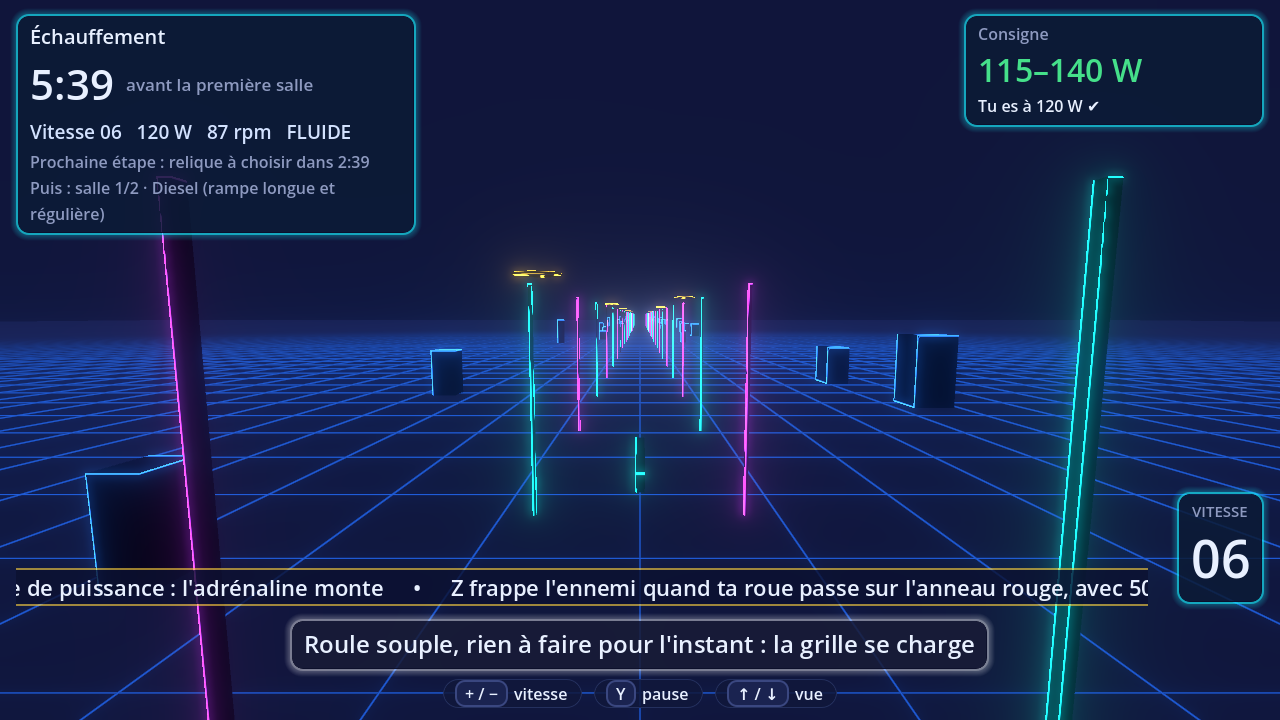 Échauffement
5:39 avant la première salle
Vitesse 06 120 W 87 rpm FLUIDE
Prochaine étape : relique à choisir dans 2:39
Puis : salle 1/2 · Diesel (rampe longue et
régulière)
Consigne
115–140 W
Tu es à 120 W ✔
VITESSE
06
de puissance : l'adrénaline monte • Z frappe l'ennemi quand ta roue passe sur l'anneau rouge, avec
Roule souple, rien à faire pour l'instant : la grille se charge
+ / − vitesse Y pause ↑ / ↓ vue